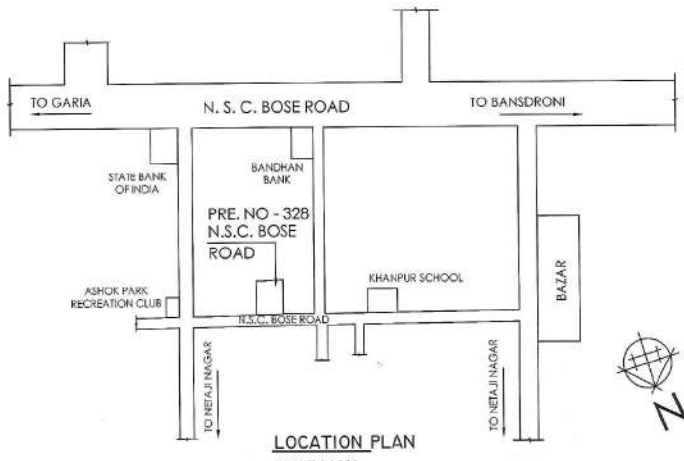 TO GARIA
N. S. C. BOSE ROAD
TO BANSDRONI
STATE BANK
OF INDIA
BANDHAN
BANK
PRE. NO - 328
N.S.C. BOSE
ROAD
KHANPUR SCHOOL
BAZAR
ASHOK PARK
RECREATION CLUB
N.S.C. BOSE ROAD
TO NETAJI NAGAR
TO NETAJI NAGAR
N
LOCATION PLAN